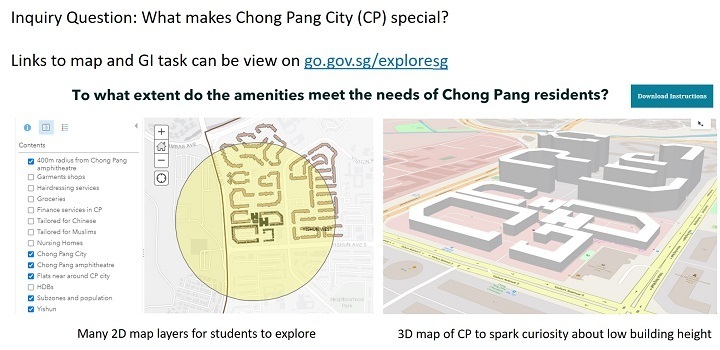 Inquiry Question: What makes Chong Pang City (CP) special?
Links to map and GI task can be view on go.gov.sg/exploresg
To what extent do the amenities meet the needs of Chong Pang residents?
Download Instructions
Contents
400m radius from Chong Pang
amphitheatre
Garments shops
Hairdressing services
Groceries
Finance services in CP
Tailored for Chinese
Tailored for Muslims
Nursing Homes
Chong Pang City
Chong Pang amphitheatre
Flats near around CP city
HDBs
Subzones and population
Yishun
Neighbourhood
Park
Many 2D map layers for students to explore
3D map of CP to spark curiosity about low building height